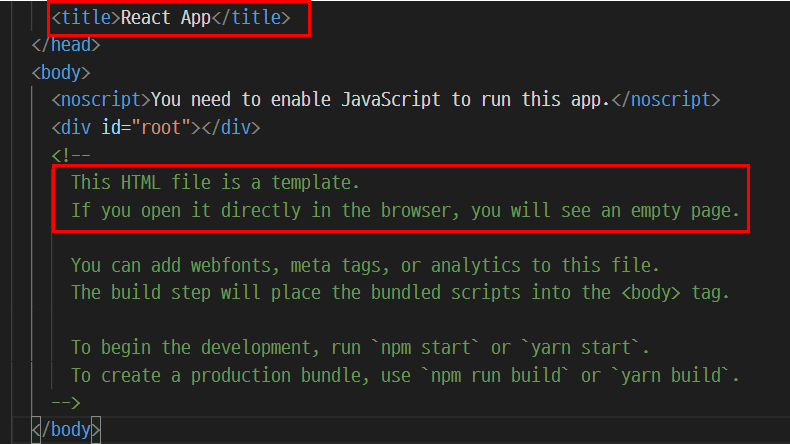 <title>React App</title>
</head>
<body>
<noscript>You need to enable JavaScript to run this app.</noscript>
<div id="root"></div>
<!--
This HTML file is a template.
If you open it directly in the browser, you will see an empty page.
You can add webfonts, meta tags, or analytics to this file.
The build step will place the bundled scripts into the <body> tag.
To begin the development, run `npm start` or `yarn start`.
To create a production bundle, use `npm run build` or `yarn build`.
-->
</body>